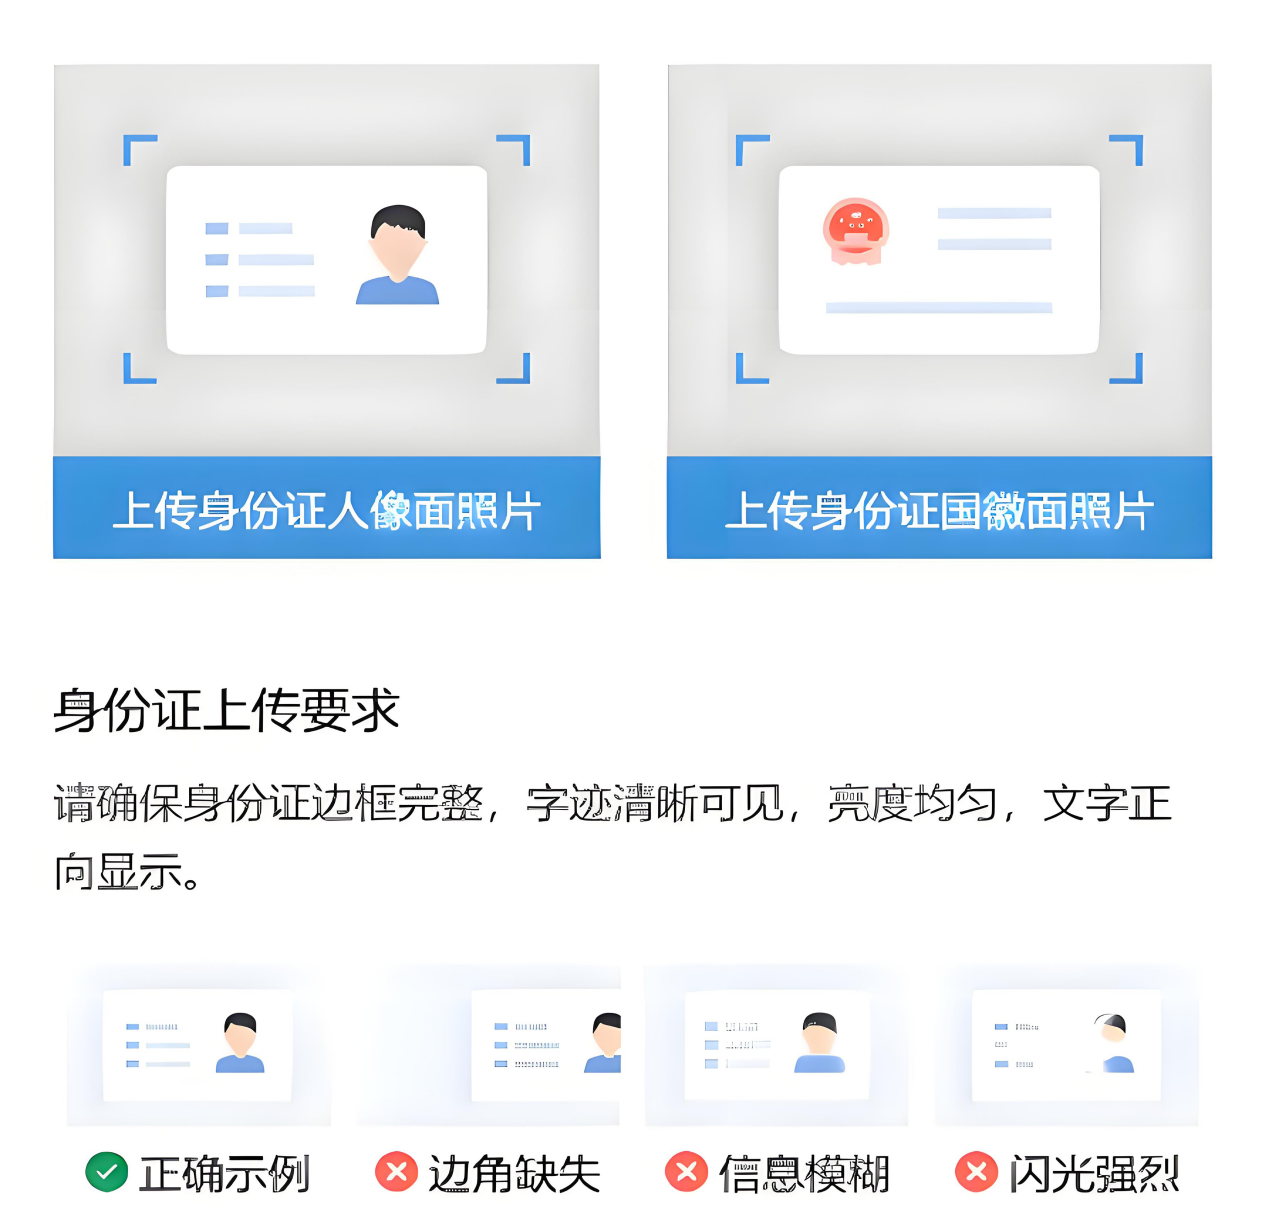 上传身份证人像面照片
上传身份证国徽面照片
身份证上传要求
请确保身份证边框完整，字迹清晰可见，亮度均匀，文字正
向显示。
正确示例
边角缺失
信息模糊
闪光强烈